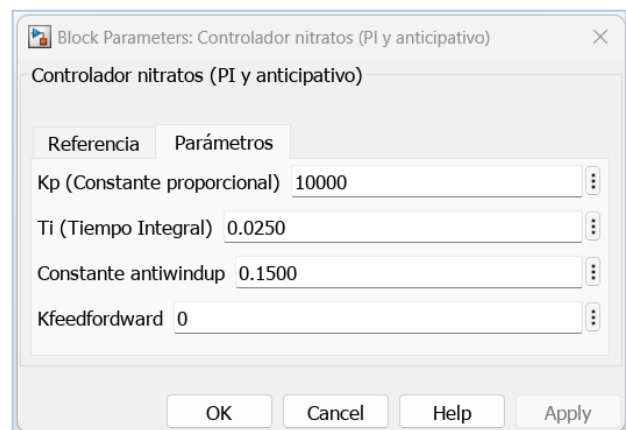 Block Parameters: Controlador nitratos (PI y anticipativo)
Controlador nitratos (PI y anticipativo)
Referencia Parámetros
Kp (Constante proporcional) 10000
Ti (Tiempo Integral) 0.0250
Constante antiwindup 0.1500
Kfeedfordward 0
OK Cancel Help Apply